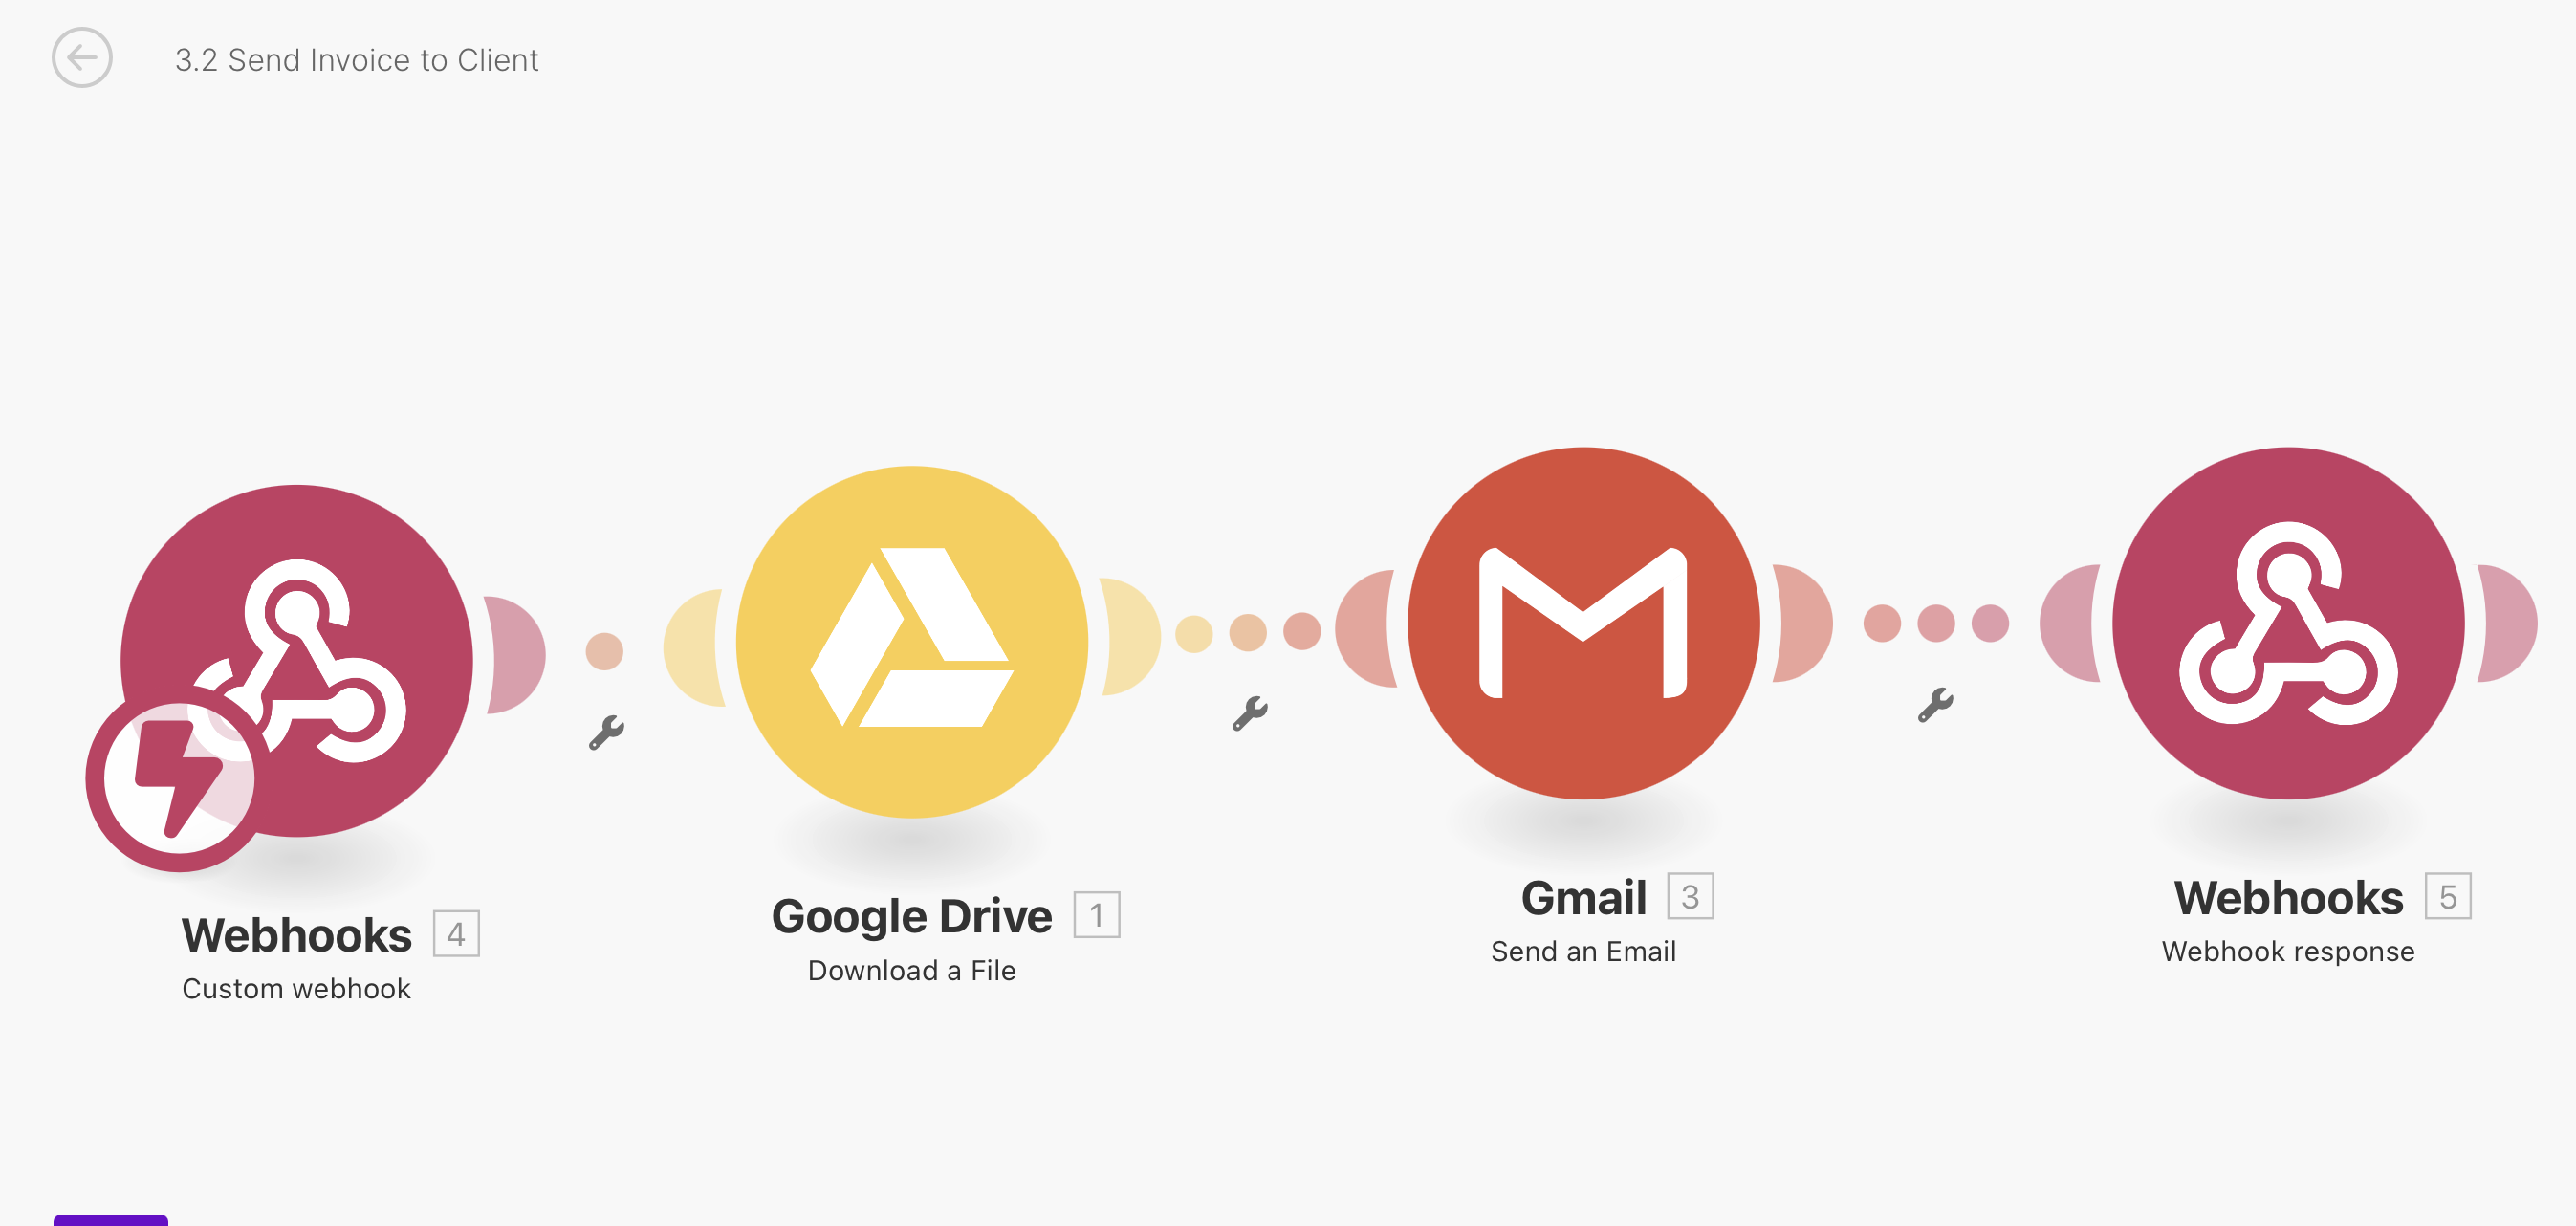 3.2 Send Invoice to Client
Webhooks 4
Custom webhook
Google Drive 1
Download a File
Gmail 3
Send an Email
Webhooks 5
Webhook response